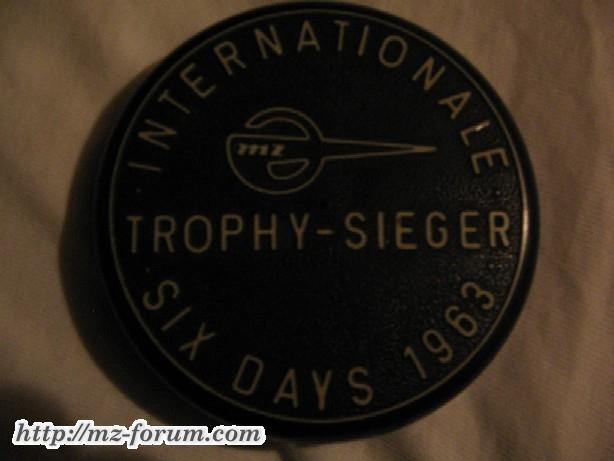 INTERNATIONALE
mz
TROPHY-SIEGER
SIX DAYS 1963
http://mz-forum.com